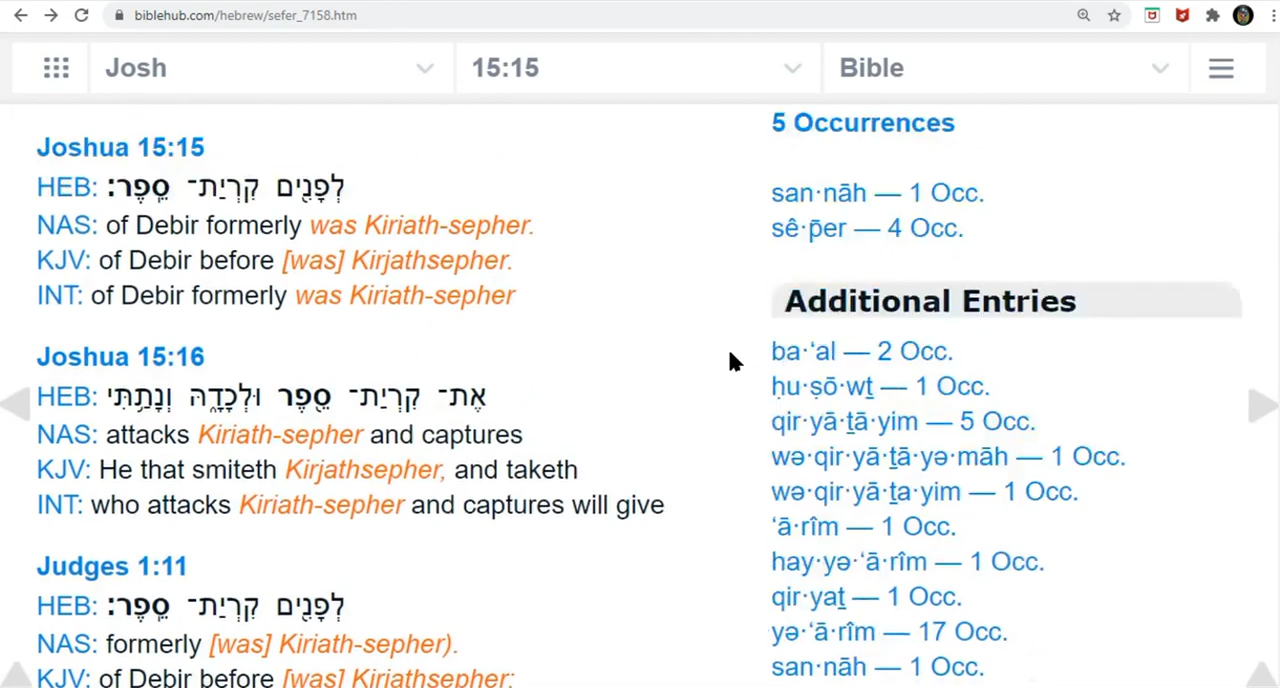 biblehub.com/hebrew/sefer_7158.htm
Josh
15:15
Bible
Joshua 15:15
HEB: לְפָנִ֖ים קִרְיַת־ סֵֽפֶר׃
NAS: of Debir formerly was Kiriath-sepher.
KJV: of Debir before [was] Kirjathsepher.
INT: of Debir formerly was Kiriath-sepher
Joshua 15:16
HEB: אֶת־ קִרְיַת־ סֵ֖פֶר וּלְכָדָ֑הּ וְנָתַ֥תִּי
NAS: attacks Kiriath-sepher and captures
KJV: He that smiteth Kirjathsepher, and taketh
INT: who attacks Kiriath-sepher and captures will give
Judges 1:11
HEB: לְפָנִ֖ים קִרְיַת־ סֵֽפֶר׃
NAS: formerly [was] Kiriath-sepher).
KJV: of Debir before [was] Kirjathsepher:
5 Occurrences
san·nāh — 1 Occ.
sê·p̄er — 4 Occ.
Additional Entries
ba·‘al — 2 Occ.
ḥu·ṣō·wṯ — 1 Occ.
qir·yā·ṯā·yim — 5 Occ.
wə·qir·yā·ṯā·yə·māh — 1 Occ.
wə·qir·yā·ṯa·yim — 1 Occ.
‘ā·rîm — 1 Occ.
hay·yə·‘ā·rîm — 1 Occ.
qir·yaṯ — 1 Occ.
yə·‘ā·rîm — 17 Occ.
san·nāh — 1 Occ.